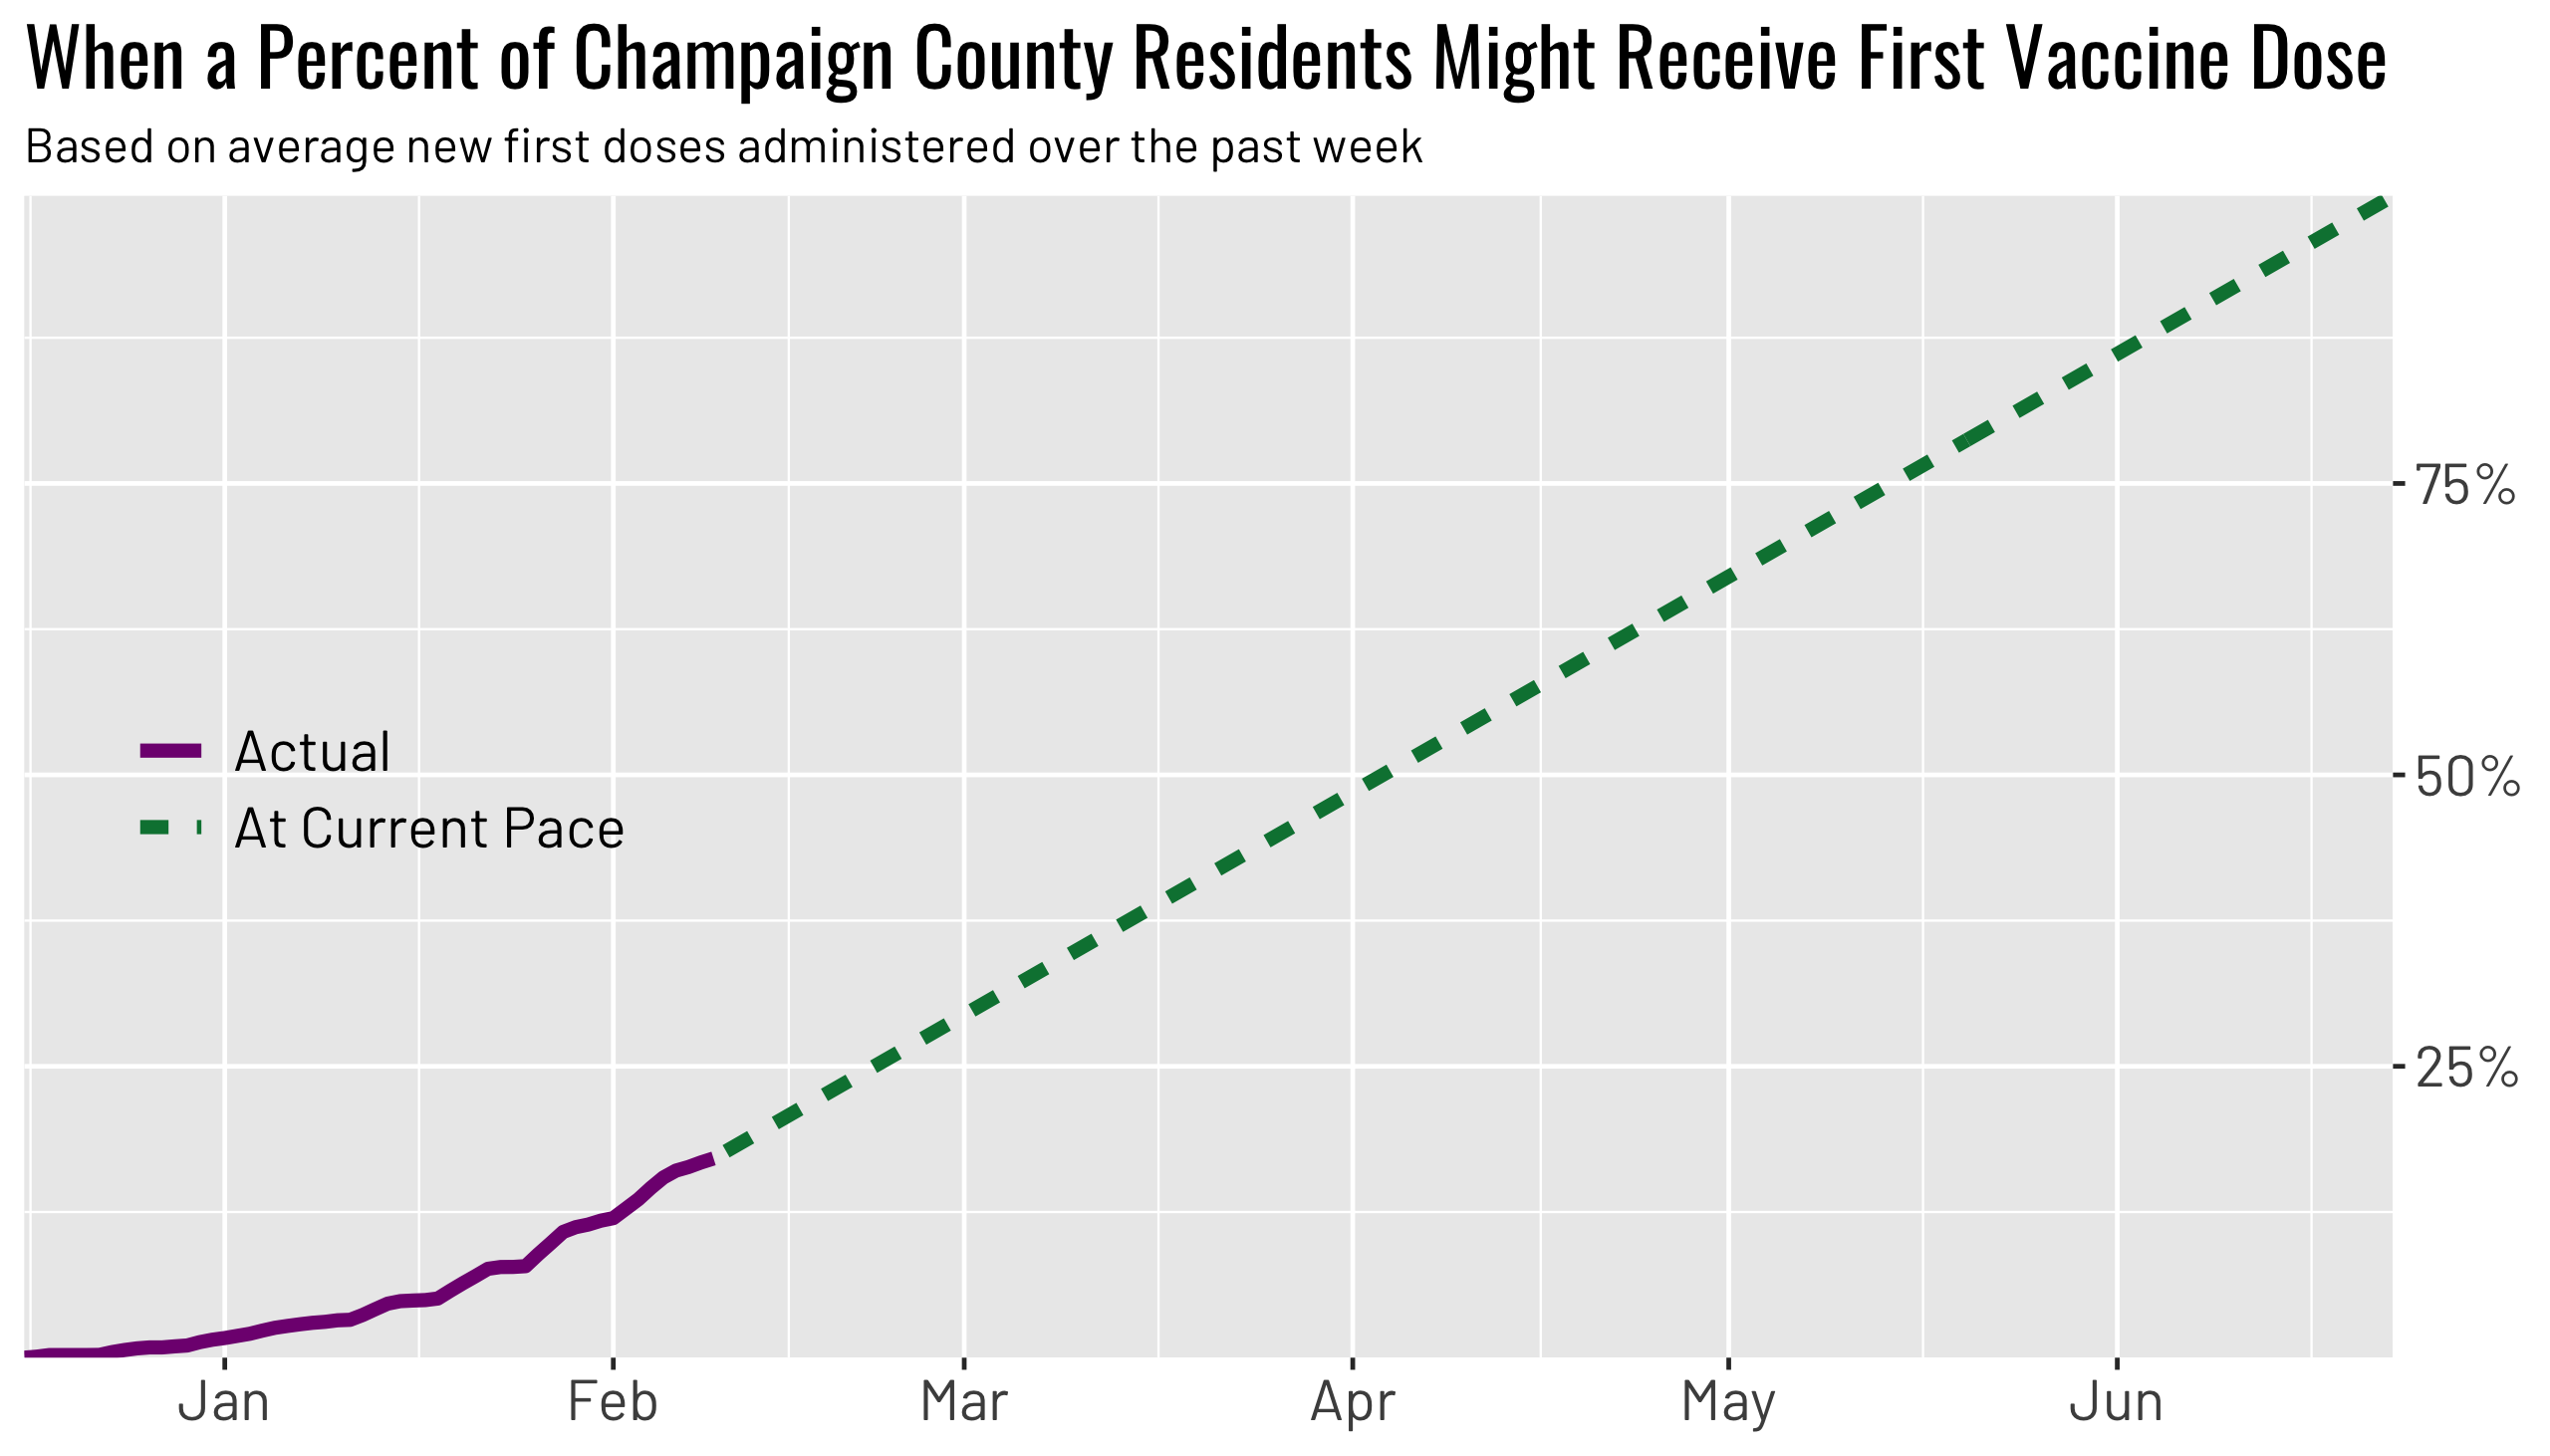 When a Percent of Champaign County Residents Might Receive First Vaccine Dose
Based on average new first doses administered over the past week
75%
Actual
50%
At Current Pace
25%
Jan Feb Mar Apr May Jun